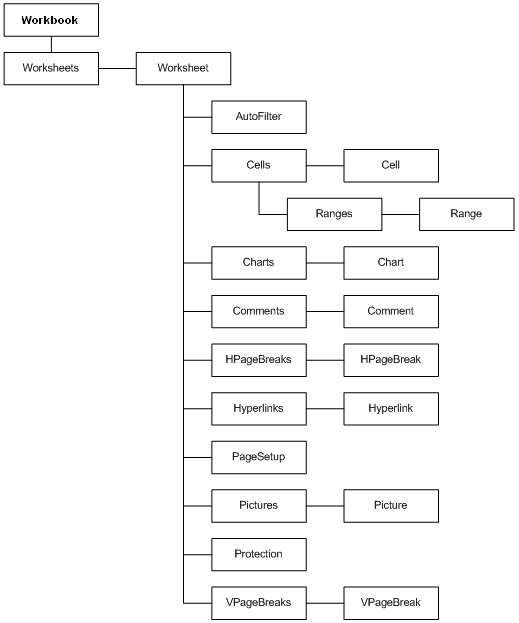 Workbook
Worksheets Worksheet
AutoFilter
Cells Cell
Ranges Range
Charts Chart
Comments Comment
HPageBreaks HPageBreak
Hyperlinks Hyperlink
PageSetup
Pictures Picture
Protection
VPageBreaks VPageBreak